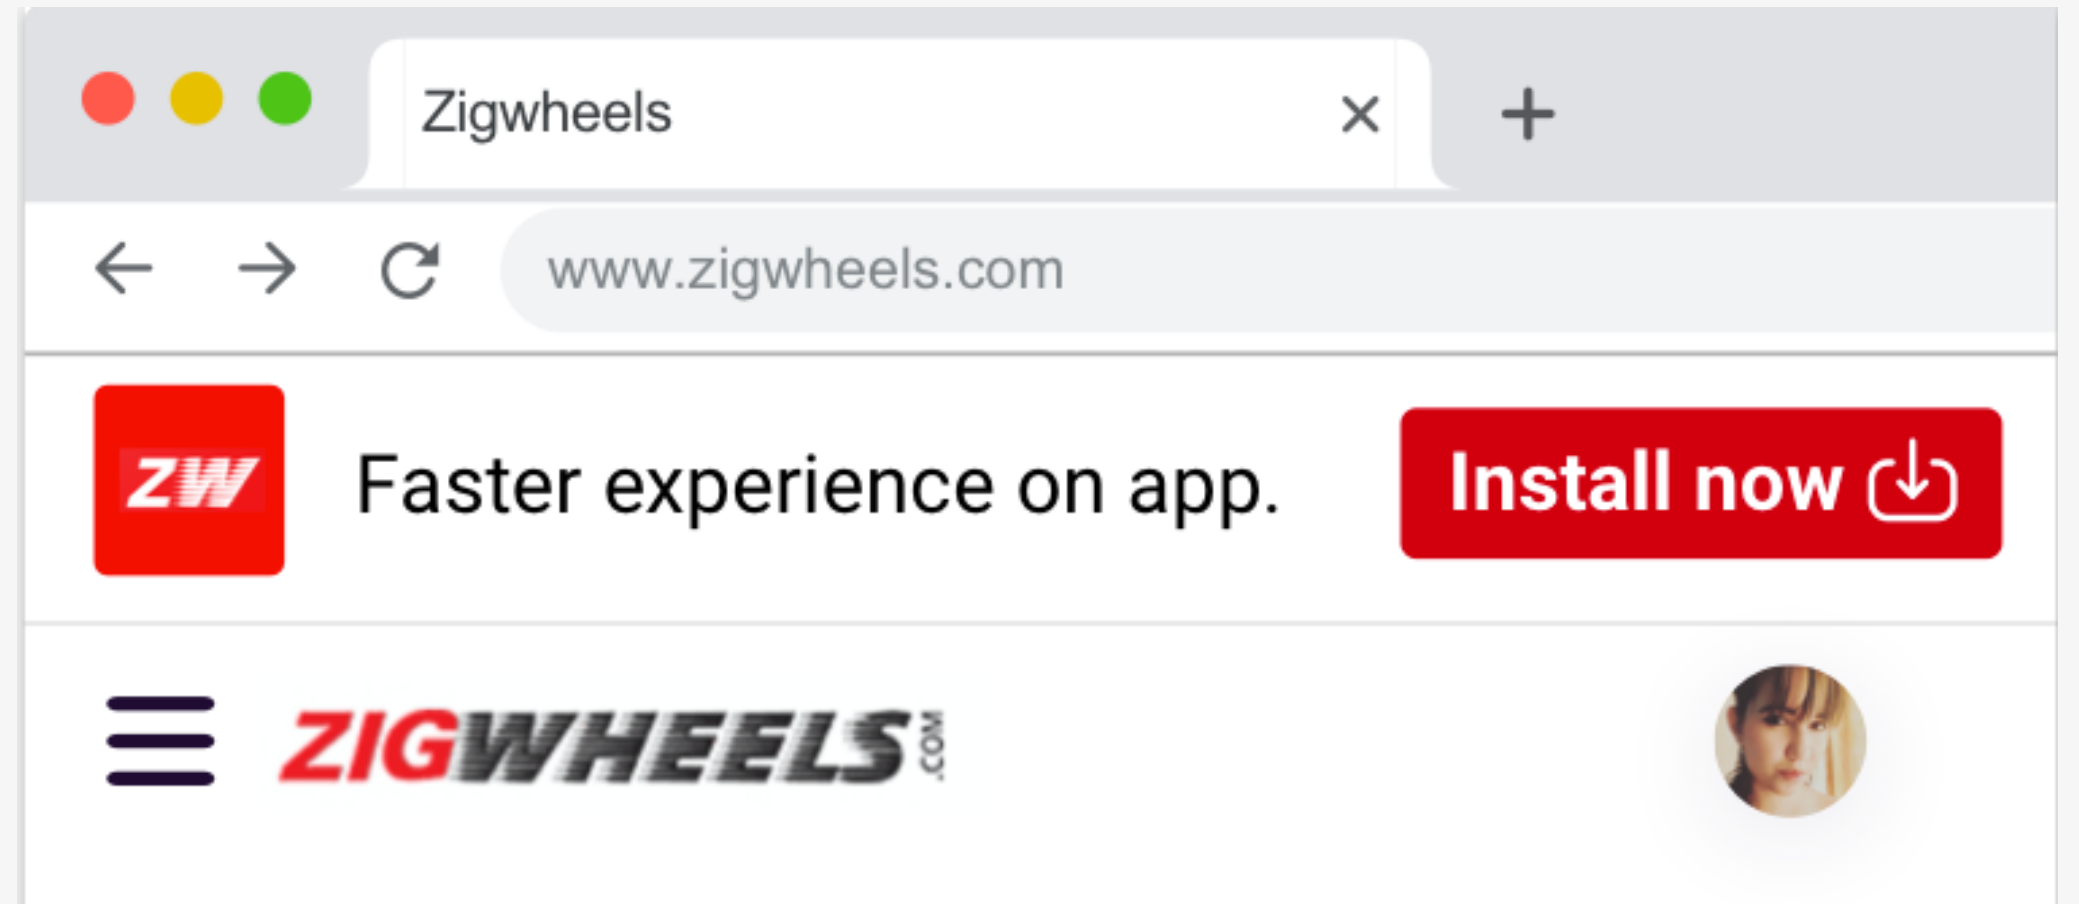 Zigwheels
www.zigwheels.com
ZW
Faster experience on app.
Install now
ZIGWHEELS.COM